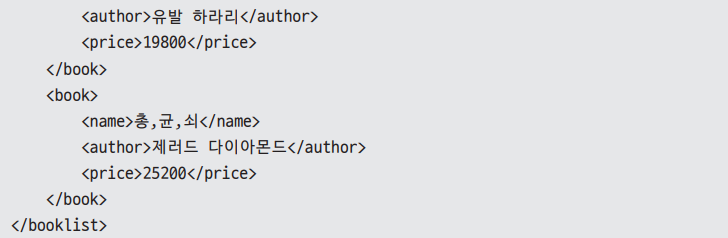 <author>유발 하라리</author>
<price>19800</price>
</book>
<book>
<name>총,균,쇠</name>
<author>제러드 다이아몬드</author>
<price>25200</price>
</book>
</booklist>